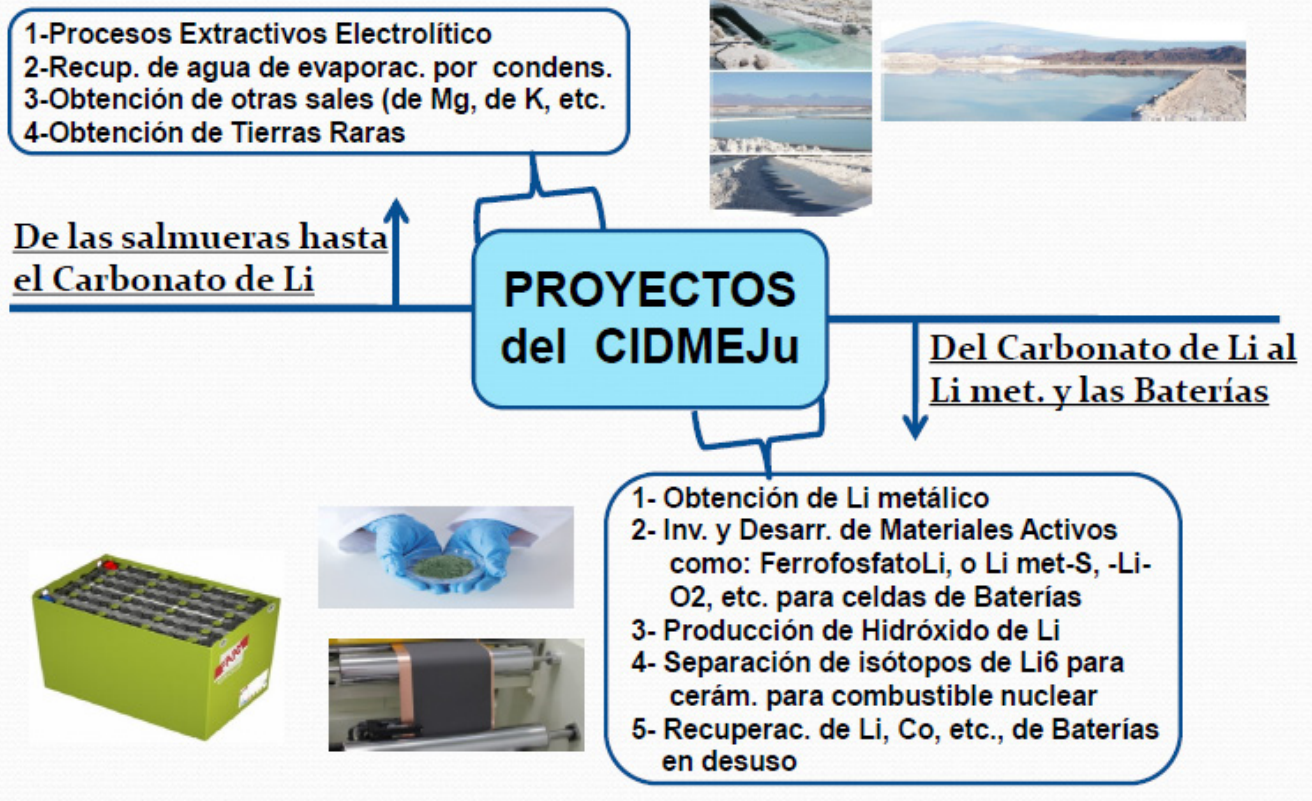 1-Procesos Extractivos Electrolítico
2-Recup. de agua de evaporac. por condens.
3-Obtención de otras sales (de Mg, de K, etc.
4-Obtención de Tierras Raras
De las salmueras hasta
el Carbonato de Li
PROYECTOS
del CIDMEJu
Del Carbonato de Li al
Li met. y las Baterías
1- Obtención de Li metálico
2- Inv. y Desarr. de Materiales Activos
como: FerrofosfatoLi, o Li met-S, -Li-
O2, etc. para celdas de Baterías
3- Producción de Hidróxido de Li
4- Separación de isótopos de Li6 para
cerám. para combustible nuclear
5- Recuperac. de Li, Co, etc., de Baterías
en desuso